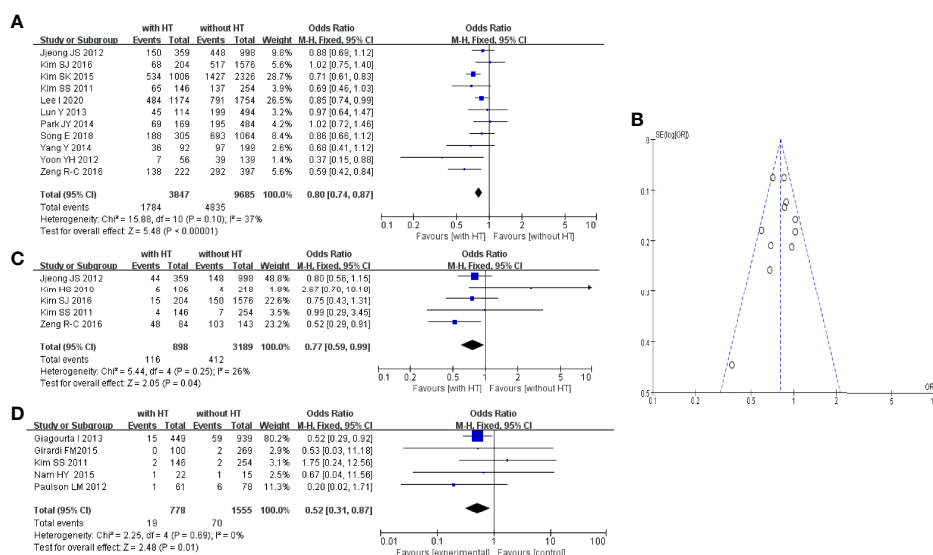 A
with HT without HT Odds Ratio Odds Ratio
Study or Subgroup Events Total Events Total Weight M-H, Fixed, 95% CI M-H, Fixed, 95% CI
Jjeong JS 2012 150 359 448 998 9.8% 0.88 [0.69, 1.12]
Kim SJ 2016 68 204 517 1576 7.1% 1.02 [0.75, 1.40]
Kim SK 2015 534 1006 1427 2326 28.7% 0.71 [0.61, 0.83]
Kim SS 2011 65 146 137 254 4.1% 0.69 [0.46, 1.03]
Lee I 2020 484 1174 791 1754 26.5% 0.85 [0.74, 0.99]
Lun Y 2013 45 114 199 494 3.7% 0.97 [0.64, 1.47]
Park JY 2014 69 169 195 484 4.3% 1.02 [0.72, 1.46]
Song E 2018 188 305 693 1064 8.5% 0.86 [0.66, 1.12]
Yang Y 2014 36 92 97 199 2.6% 0.68 [0.41, 1.12]
Yoon YH 2012 7 56 39 139 1.4% 0.37 [0.15, 0.88]
Zeng R-C 2016 138 222 292 397 5.2% 0.59 [0.42, 0.84]
Total (95% CI) 3847 9685 100.0% 0.80 [0.74, 0.87]
Total events 1784 4835
Heterogeneity: Chi² = 15.88, df = 10 (P = 0.10); I² = 37%
Test for overall effect: Z = 5.48 (P < 0.00001)
0.1 0.2 0.5 1 2 5 10
Favours [with HT] Favours [without HT]
B
SE(log[OR])
0
0.1
0.2
0.3
0.4
0.5
0.1 0.2 0.5 1 2 5
OR
C
with HT without HT Odds Ratio Odds Ratio
Study or Subgroup Events Total Events Total Weight M-H, Fixed, 95% CI M-H, Fixed, 95% CI
Jjeong JS 2012 44 359 148 998 48.8% 0.80 [0.56, 1.15]
Kim HS 2010 6 106 4 218 1.8% [0.70, 10.18]
Kim SJ 2016 15 204 150 1576 22.6% 0.75 [0.43, 1.31]
Kim SS 2011 4 146 7 254 3.5% 0.99 [0.29, 3.45]
Zeng R-C 2016 48 84 103 143 23.3% 0.52 [0.29, 0.91]
Total (95% CI) 898 3189 100.0% 0.77 [0.59, 0.99]
Total events 116 412
Heterogeneity: Chi² = 5.44, df = 4 (P = 0.25); I² = 26%
Test for overall effect: Z = 2.05 (P = 0.04)
0.1 0.2 0.5 1 2 5 10
Favours [with HT] Favours [without HT]
D
with HT without HT Odds Ratio Odds Ratio
Study or Subgroup Events Total Events Total Weight M-H, Fixed, 95% CI M-H, Fixed, 95% CI
Giagourta I 2013 15 449 59 939 80.2% 0.52 [0.29, 0.92]
Girardi FM2015 0 100 2 269 2.9% 0.53 [0.03, 11.18]
Kim SS 2011 2 146 2 254 3.0% 1.75 [0.24, 12.56]
Nam HY 2015 1 22 1 15 2.5% 0.67 [0.04, 11.56]
Paulson LM 2012 1 61 6 78 11.3% 0.20 [0.02, 1.71]
Total (95% CI) 778 1555 100.0% 0.52 [0.31, 0.87]
Total events 19 70
Heterogeneity: Chi² = 2.25, df = 4 (P = 0.69); I² = 0%
Test for overall effect: Z = 2.48 (P = 0.01)
0.01 0.1 1 10 100
Favours [experimental] Favours [control]